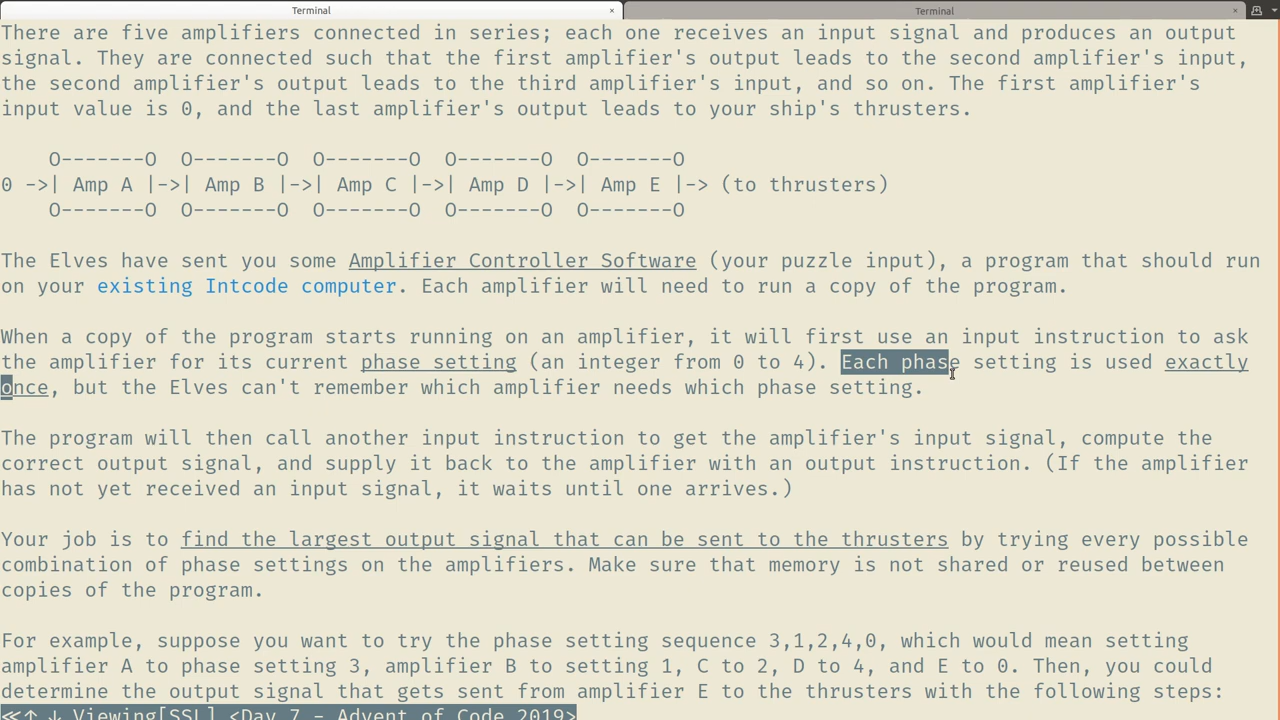 Terminal × Terminal ×
There are five amplifiers connected in series; each one receives an input signal and produces an output
signal. They are connected such that the first amplifier's output leads to the second amplifier's input,
the second amplifier's output leads to the third amplifier's input, and so on. The first amplifier's
input value is 0, and the last amplifier's output leads to your ship's thrusters.
O-------O  O-------O  O-------O  O-------O  O-------O
0 ->| Amp A |->| Amp B |->| Amp C |->| Amp D |->| Amp E |-> (to thrusters)
O-------O  O-------O  O-------O  O-------O  O-------O
The Elves have sent you some Amplifier Controller Software (your puzzle input), a program that should run
on your existing Intcode computer. Each amplifier will need to run a copy of the program.
When a copy of the program starts running on an amplifier, it will first use an input instruction to ask
the amplifier for its current phase setting (an integer from 0 to 4). Each phase setting is used exactly
once, but the Elves can't remember which amplifier needs which phase setting.
The program will then call another input instruction to get the amplifier's input signal, compute the
correct output signal, and supply it back to the amplifier with an output instruction. (If the amplifier
has not yet received an input signal, it waits until one arrives.)
Your job is to find the largest output signal that can be sent to the thrusters by trying every possible
combination of phase settings on the amplifiers. Make sure that memory is not shared or reused between
copies of the program.
For example, suppose you want to try the phase setting sequence 3,1,2,4,0, which would mean setting
amplifier A to phase setting 3, amplifier B to setting 1, C to 2, D to 4, and E to 0. Then, you could
determine the output signal that gets sent from amplifier E to the thrusters with the following steps:
≪↑ ↓ Viewing[SSL] <Day 7 - Advent of Code 2019>